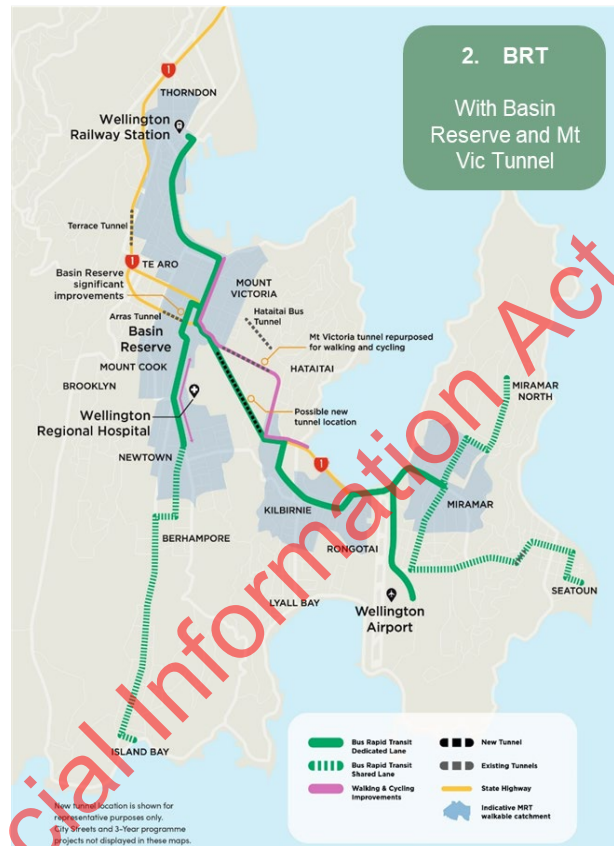 2. BRT
With Basin
Reserve and Mt
Vic Tunnel
1
THORNDON
Wellington
Railway Station
Terrace Tunnel
1
TE ARO
Basin Reserve
significant
improvements
MOUNT
VICTORIA
Arras Tunnel
Hataitai Bus
Tunnel
Basin
Reserve
Mt Victoria tunnel repurposed
for walking and cycling
MOUNT COOK
HATAITAI
BROOKLYN
MIRAMAR
NORTH
Wellington
Regional Hospital
Possible new
tunnel location
NEWTOWN
1
KILBIRNIE
MIRAMAR
BERHAMPORE
RONGOTAI
SEATOUN
LYALL BAY
Wellington
Airport
ISLAND BAY
Bus Rapid Transit
Dedicated Lane
Bus Rapid Transit
Shared Lane
Walking & Cycling
Improvements
New Tunnel
Existing Tunnels
State Highway
Indicative MRT
walkable catchment
New tunnel location is shown for
representative purposes only.
City Streets and 3-Year programme
projects not displayed in these maps.
cial Information Act